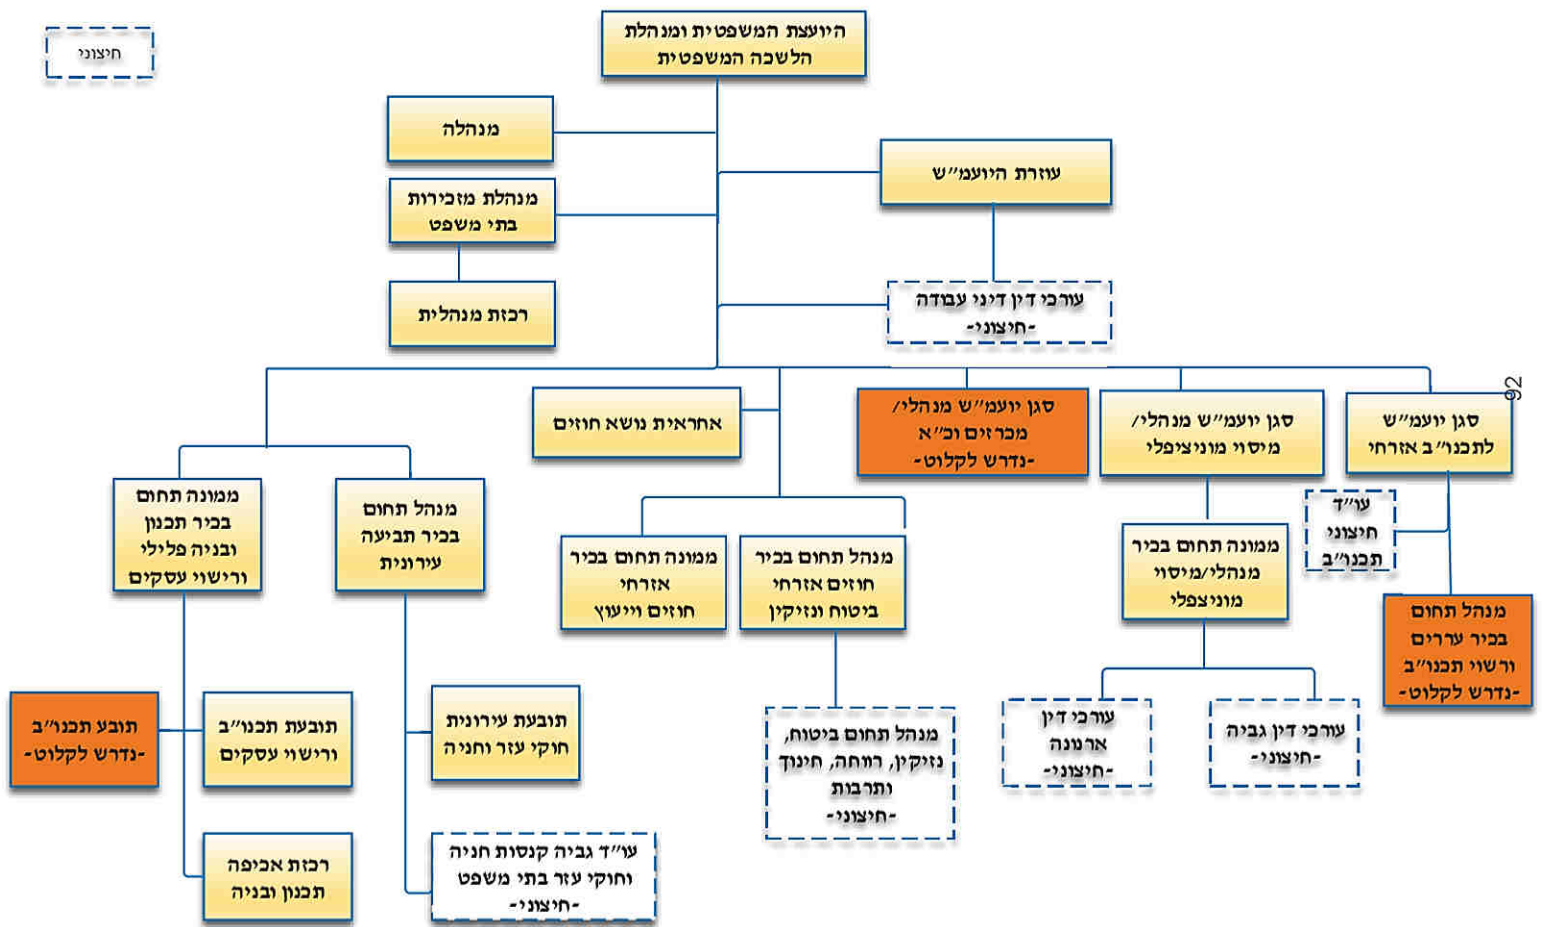 היועצת המשפטית ומנהלת
הלשכה המשפטית
חיצוני
מנהלה
עוזרת היועמ״ש
מנהלת מזכירות
בתי משפט
עורכי דין דיני עבודה
-חיצוני-
רכזת מנהלית
92
סגן יועמ״ש
לתכנו״ב אזרחי
סגן יועמ״ש מנהלי/
מיסוי מוניציפלי
סגן יועמ״ש מנהלי/
מכרזים וכ״א
-נדרש לקלוט-
אחראית נושא חוזים
עו״ד
חיצוני
תכנו״ב
מנהל תחום
בכיר עררים
ורשוי תכנו״ב
-נדרש לקלוט-
ממונה תחום בכיר
מנהלי/מיסוי
מוניצפלי
עורכי דין גביה
-חיצוני-
עורכי דין
ארנונה
-חיצוני-
מנהל תחום בכיר
חוזים אזרחי
ביטוח ונזיקין
ממונה תחום בכיר
אזרחי
חוזים וייעוץ
מנהל תחום ביטוח,
נזיקין, רווחה, חינוך
ותרבות
-חיצוני-
מנהל תחום
בכיר תביעה
עירונית
ממונה תחום
בכיר תכנון
ובניה פלילי
ורישוי עסקים
תובעת עירונית
חוקי עזר וחניה
עו״ד גביה קנסות חניה
וחוקי עזר בתי משפט
-חיצוני-
תובעת תכנו״ב
ורישוי עסקים
תובע תכנו״ב
-נדרש לקלוט-
רכזת אכיפה
תכנון ובניה